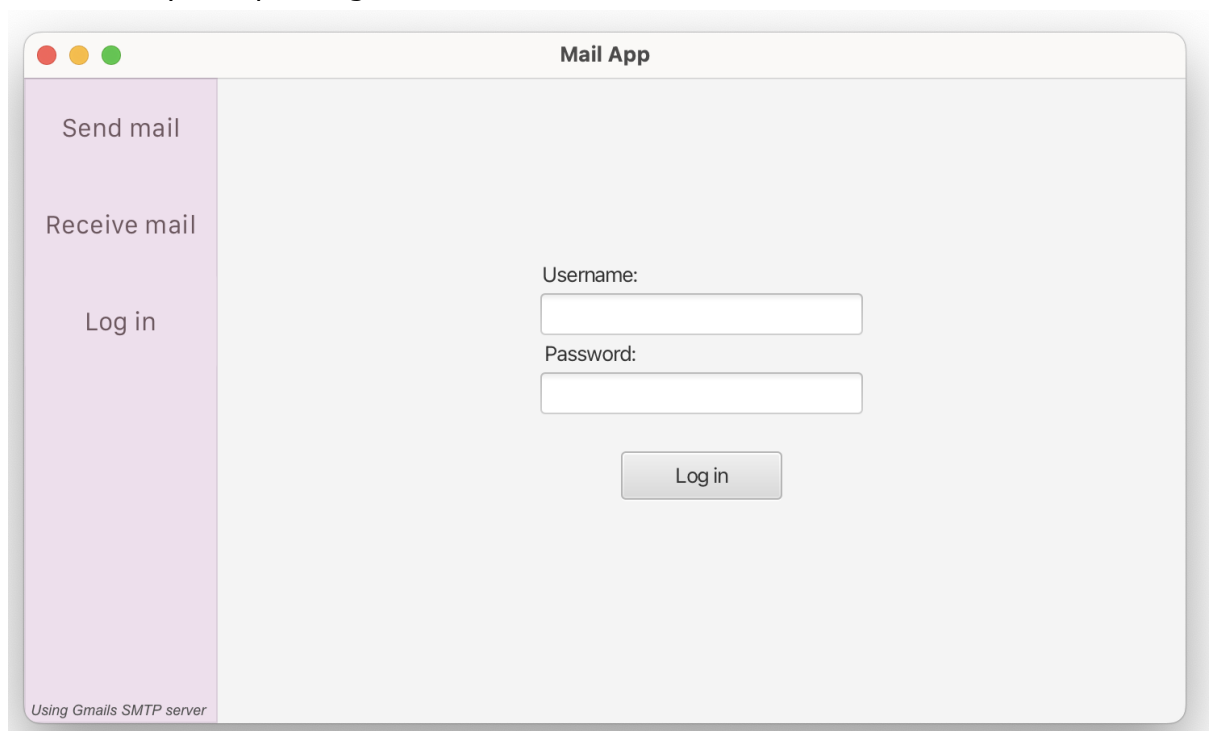 Mail App
Send mail
Receive mail
Log in
Username:
Password:
Log in
Using Gmails SMTP server